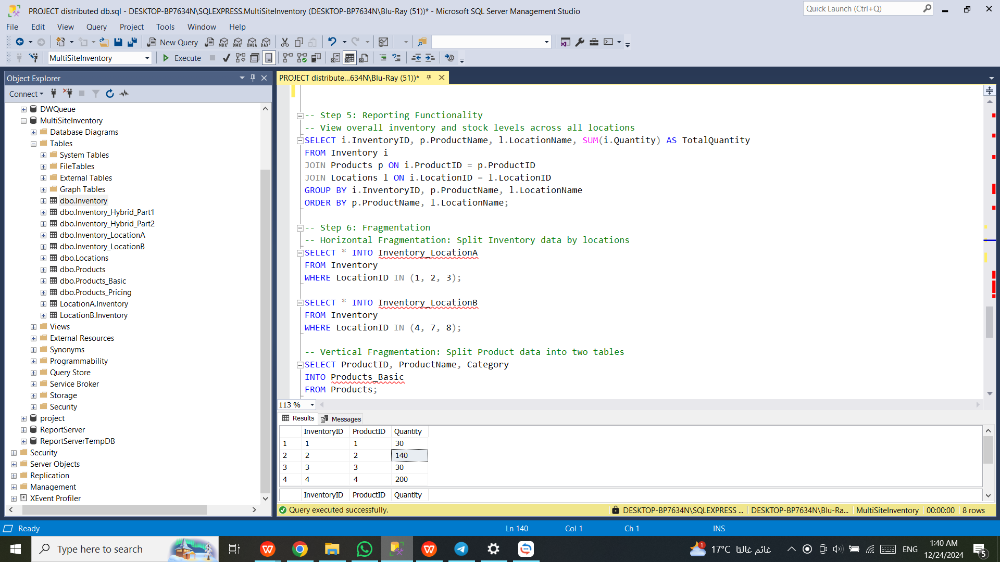 PROJECT distributed db.sql - DESKTOP-BP7634N\SQLEXPRESS.MultiSiteInventory (DESKTOP-BP7634N\Blu-Ray (51))* - Microsoft SQL Server Management Studio
Quick Launch (Ctrl+Q)
File Edit View Query Project Tools Window Help
New Query
MDX DMX XMLA DAX
MultiSiteInventory
Execute
Object Explorer
PROJECT distribute...634N\Blu-Ray (51))*
Connect
DWQueue
MultiSiteInventory
Database Diagrams
Tables
System Tables
FileTables
External Tables
Graph Tables
dbo.Inventory
dbo.Inventory_Hybrid_Part1
dbo.Inventory_Hybrid_Part2
dbo.Inventory_LocationA
dbo.Inventory_LocationB
dbo.Locations
dbo.Products
dbo.Products_Basic
dbo.Products_Pricing
LocationA.Inventory
LocationB.Inventory
Views
External Resources
Synonyms
Programmability
Query Store
Service Broker
Storage
Security
project
ReportServer
ReportServerTempDB
Security
Server Objects
Replication
Management
XEvent Profiler
-- Step 5: Reporting Functionality
-- View overall inventory and stock levels across all locations
SELECT i.InventoryID, p.ProductName, l.LocationName, SUM(i.Quantity) AS TotalQuantity
FROM Inventory i
JOIN Products p ON i.ProductID = p.ProductID
JOIN Locations l ON i.LocationID = l.LocationID
GROUP BY i.InventoryID, p.ProductName, l.LocationName
ORDER BY p.ProductName, l.LocationName;
-- Step 6: Fragmentation
-- Horizontal Fragmentation: Split Inventory data by locations
SELECT * INTO Inventory_LocationA
FROM Inventory
WHERE LocationID IN (1, 2, 3);
SELECT * INTO Inventory_LocationB
FROM Inventory
WHERE LocationID IN (4, 7, 8);
-- Vertical Fragmentation: Split Product data into two tables
SELECT ProductID, ProductName, Category
INTO Products_Basic
FROM Products;
113 %
Results Messages
InventoryID ProductID Quantity
1 1 1 30
2 2 2 140
3 3 3 30
4 4 4 200
InventoryID ProductID Quantity
Query executed successfully.
DESKTOP-BP7634N\SQLEXPRESS ... DESKTOP-BP7634N\Blu-Ra... MultiSiteInventory 00:00:00 8 rows
Ready
Ln 140 Col 1 Ch 1 INS
Type here to search
1
17°C غائم غالبًا
ENG
1:40 AM
12/24/2024
5